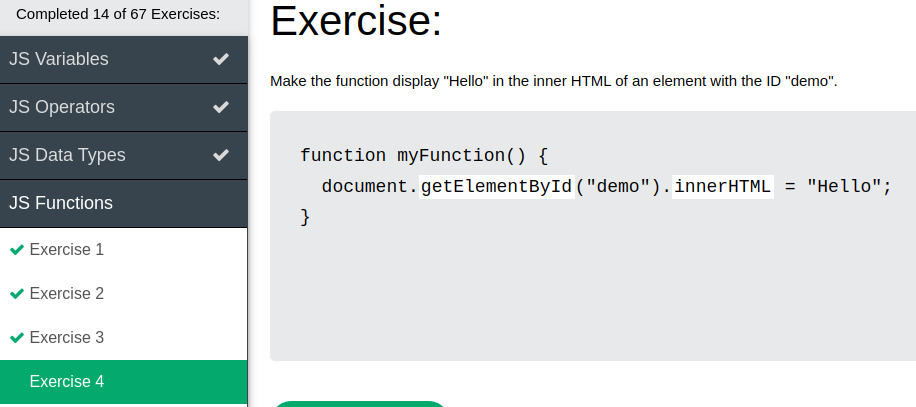 Completed 14 of 67 Exercises:
JS Variables
JS Operators
JS Data Types
JS Functions
Exercise 1
Exercise 2
Exercise 3
Exercise 4
Exercise:
Make the function display "Hello" in the inner HTML of an element with the ID "demo".
function myFunction() {
  document.getElementById("demo").innerHTML = "Hello";
}